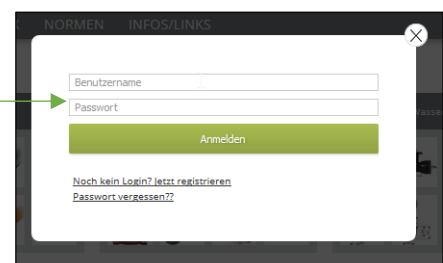 NORMEN INFOS/LINKS
Benutzername
Passwort
Anmelden
Noch kein Login? Jetzt registrieren
Passwort vergessen??